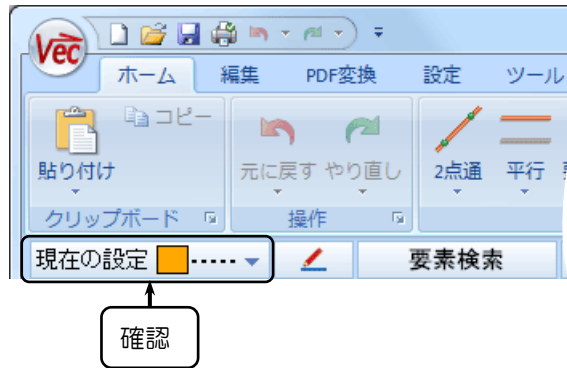 Vec
ホーム 編集 PDF変換 設定 ツール
コピー
貼り付け 元に戻す やり直し 2点通 平行
クリップボード 操作
現在の設定 要素検索
確認